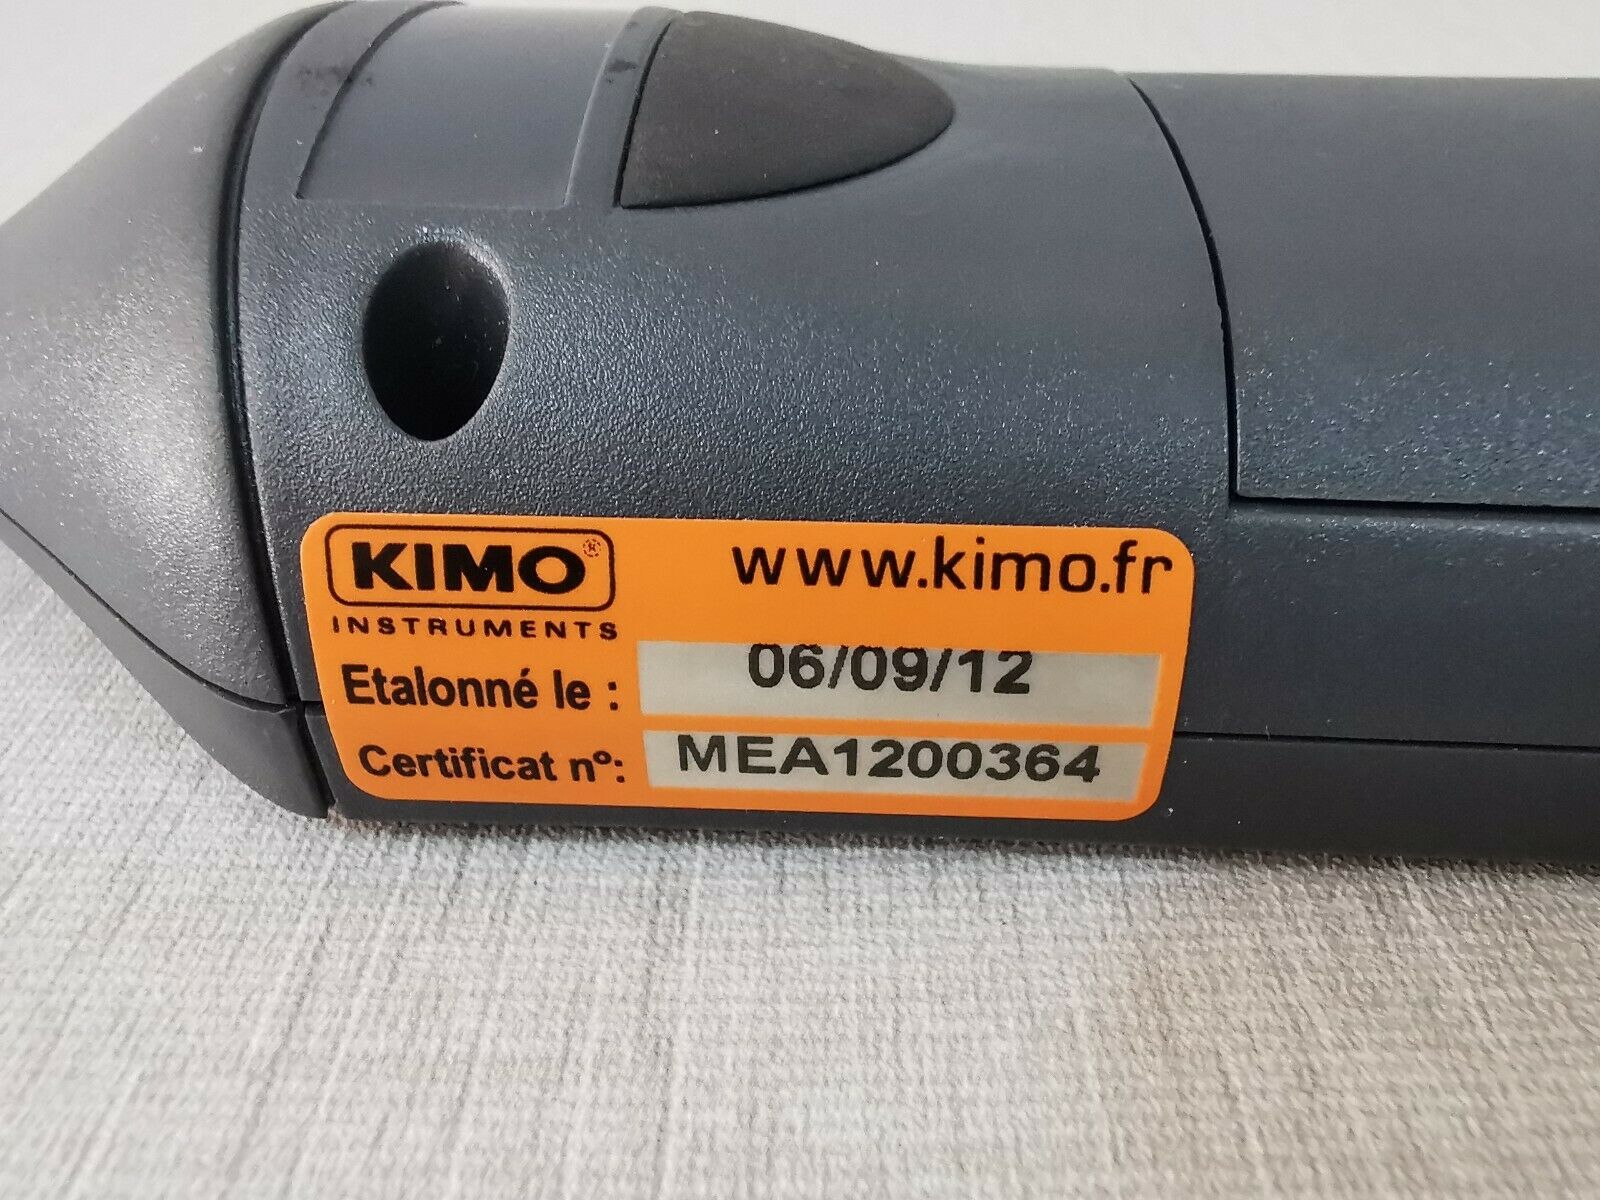 KIMO®
INSTRUMENTS
www.kimo.fr
Etalonné le : 06/09/12
Certificat n°: MEA1200364